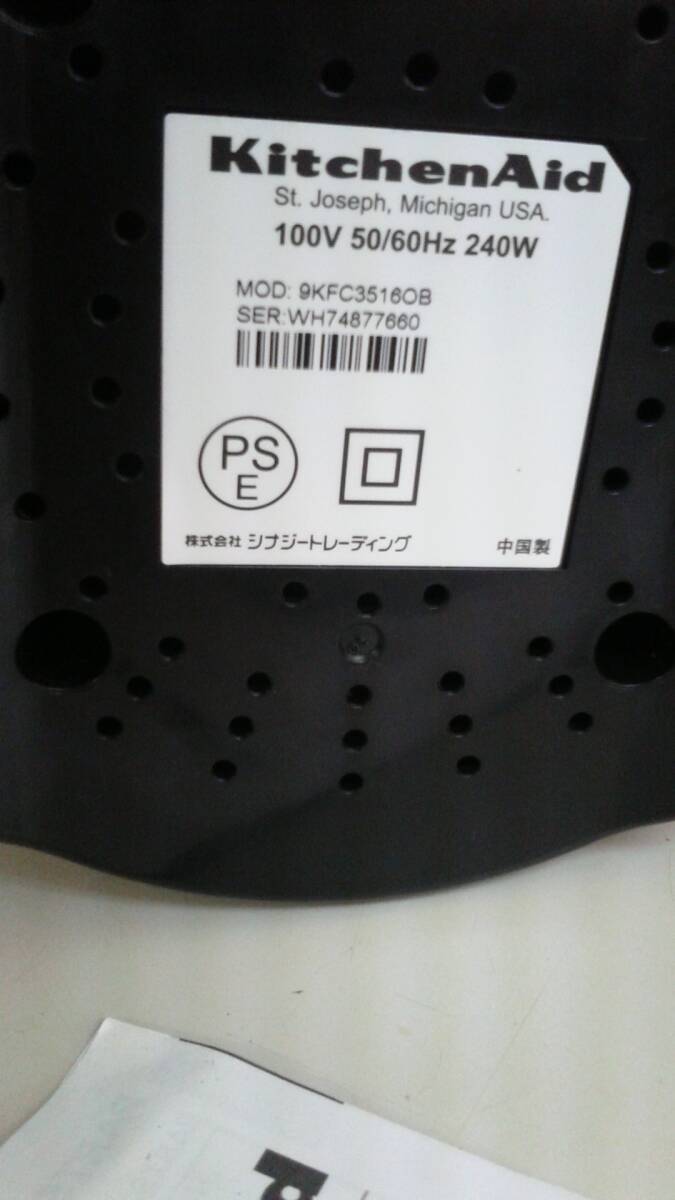 KitchenAid
St. Joseph, Michigan USA.
100V 50/60Hz 240W
MOD: 9KFC3516OB
SER:WH74877660
PS
E
株式会社 シナジートレーディング 中国製